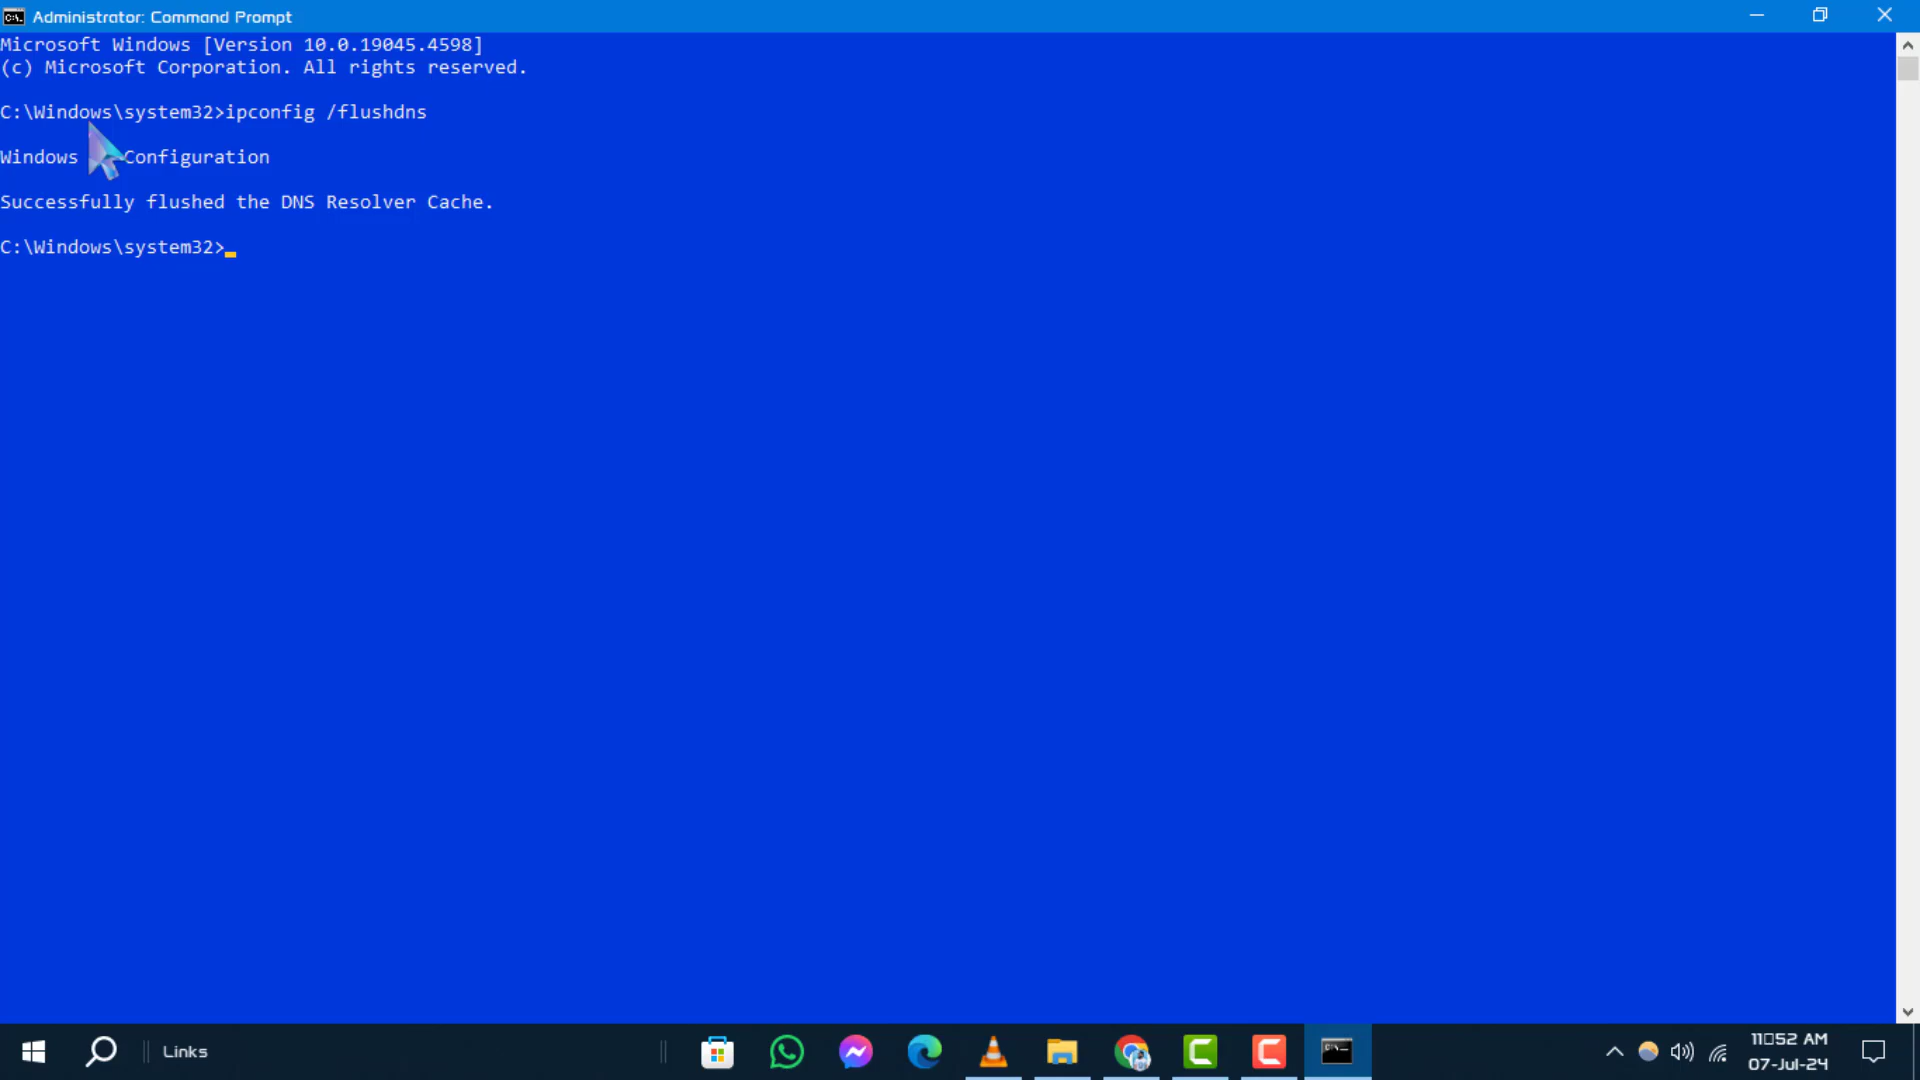 Administrator: Command Prompt
Microsoft Windows [Version 10.0.19045.4598]
(c) Microsoft Corporation. All rights reserved.
C:\Windows\system32>ipconfig /flushdns
Windows Configuration
Successfully flushed the DNS Resolver Cache.
C:\Windows\system32>
Links
11□52 AM
07-Jul-24